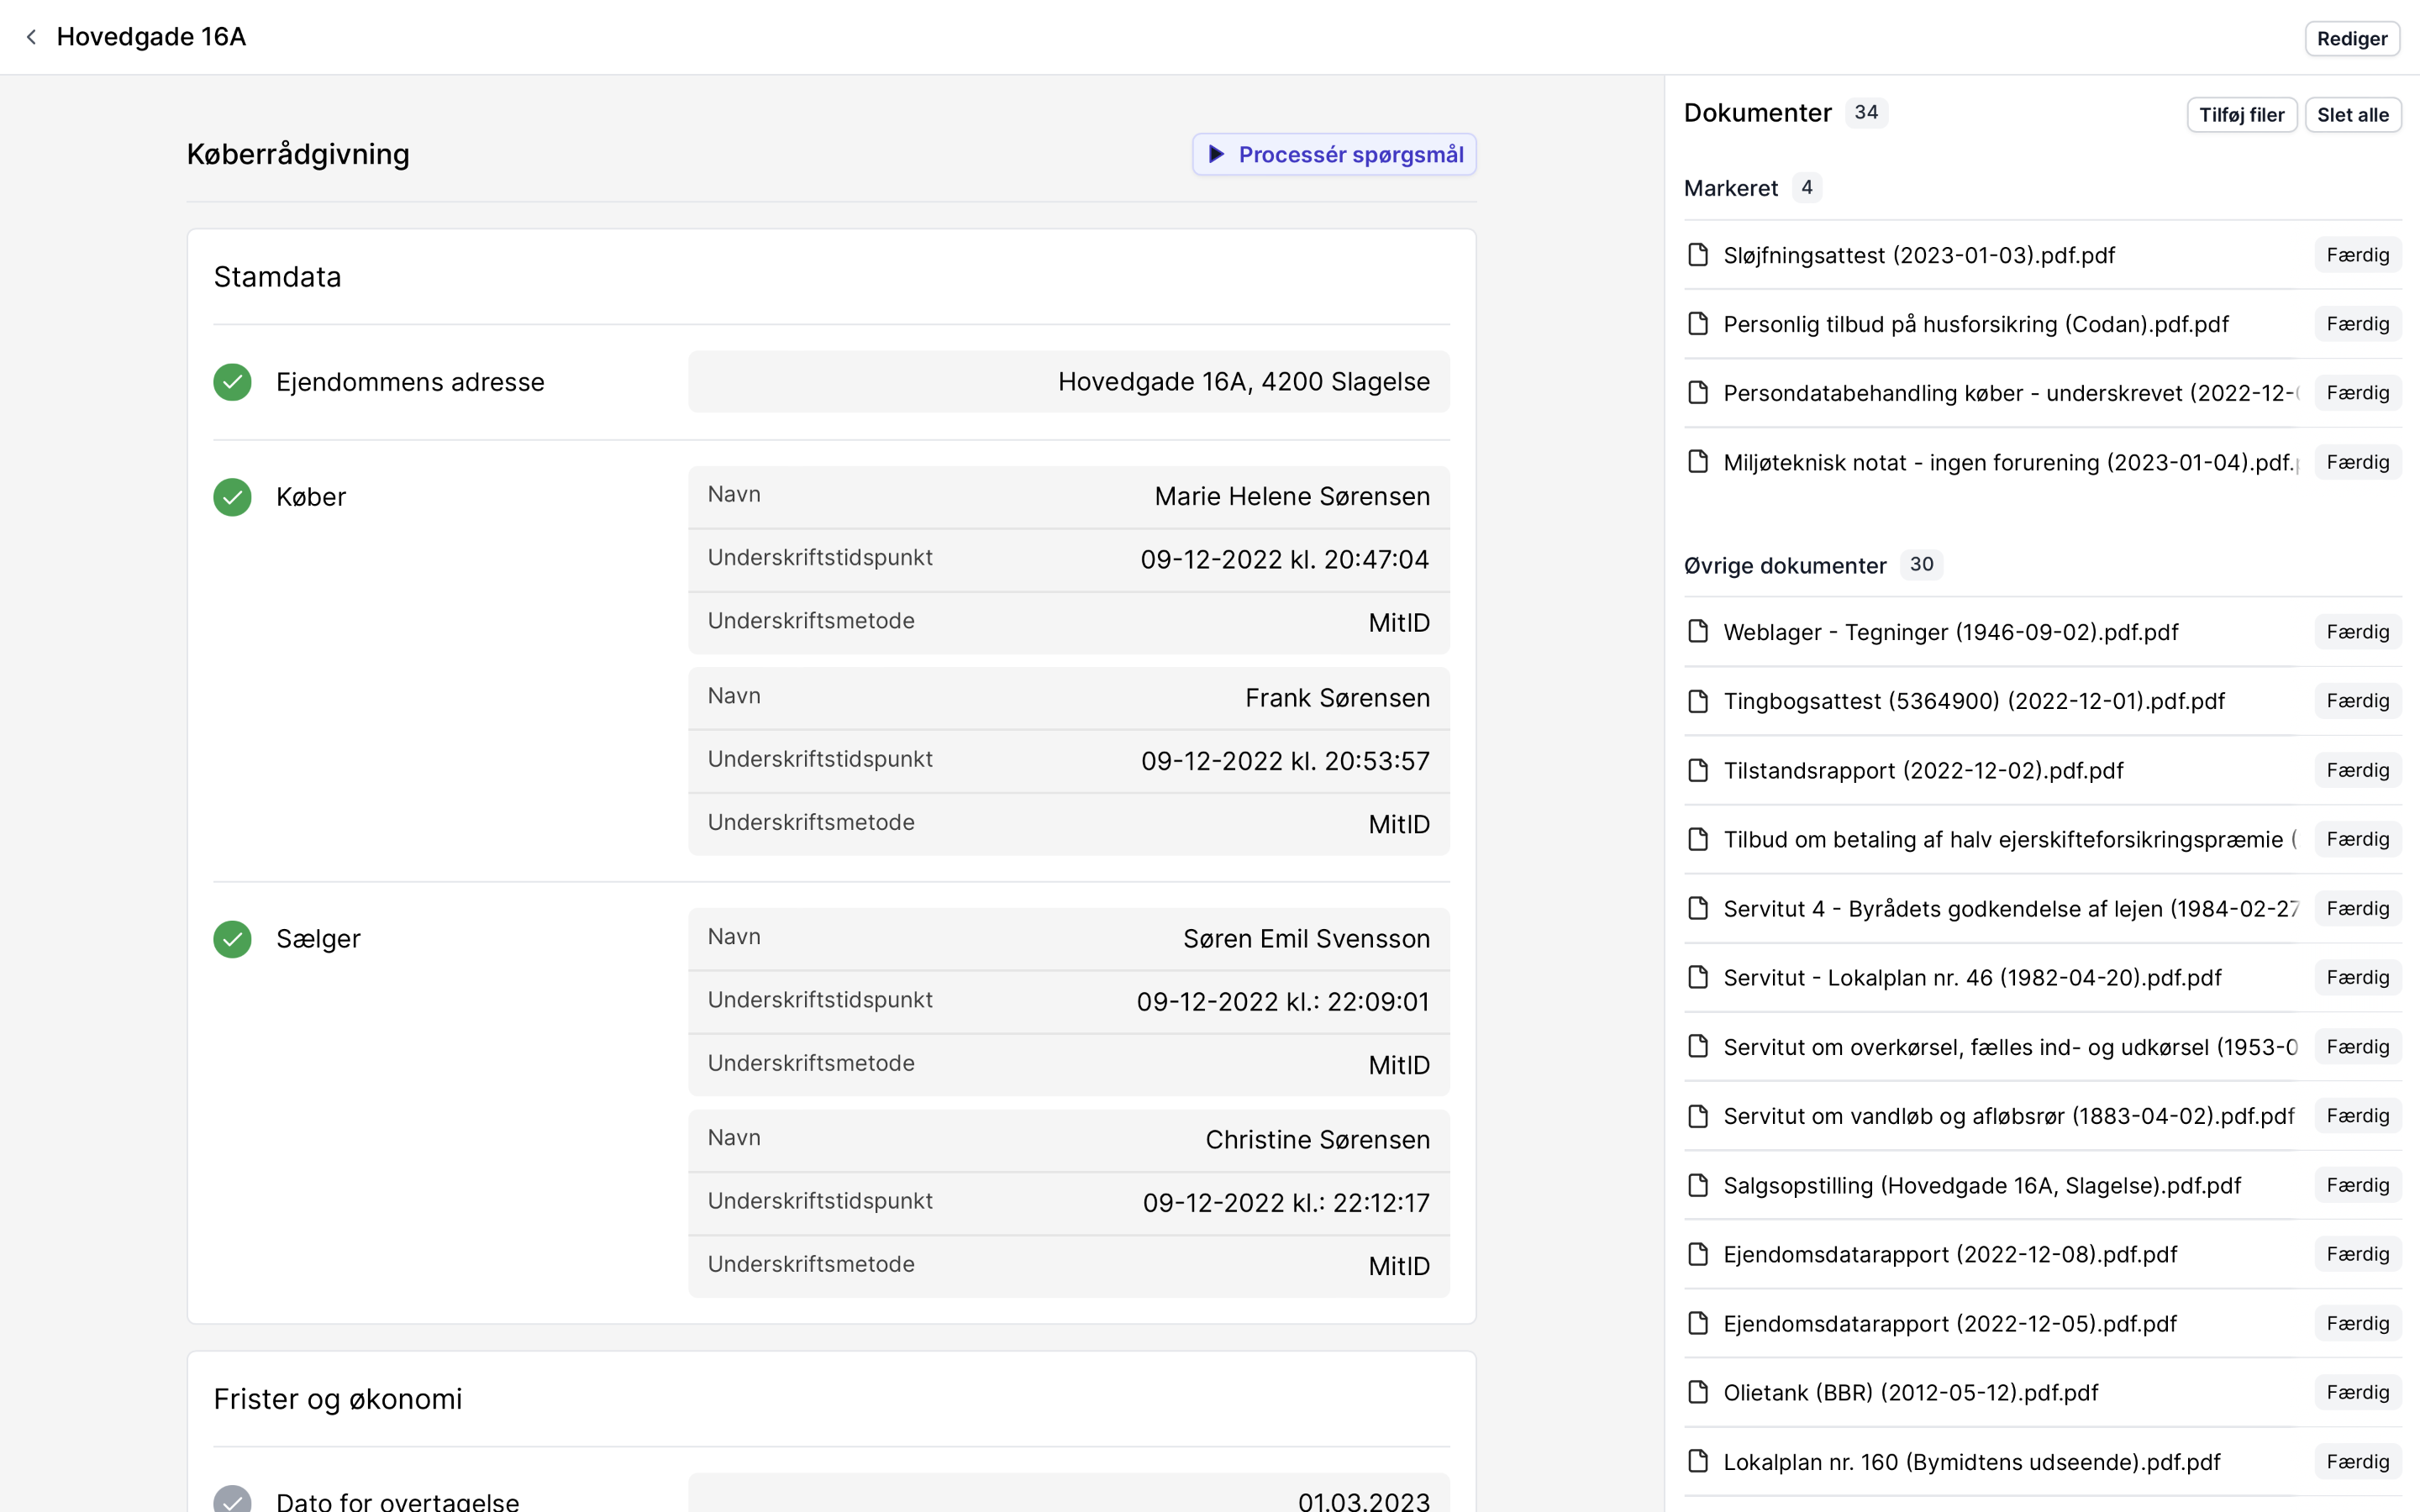 Hovedgade 16A
Rediger
Køberrådgivning
Processér spørgsmål
Stamdata
Ejendommens adresse
Hovedgade 16A, 4200 Slagelse
Køber
Navn
Marie Helene Sørensen
Underskriftstidspunkt
09-12-2022 kl. 20:47:04
Underskriftsmetode
MitID
Navn
Frank Sørensen
Underskriftstidspunkt
09-12-2022 kl. 20:53:57
Underskriftsmetode
MitID
Sælger
Navn
Søren Emil Svensson
Underskriftstidspunkt
09-12-2022 kl.: 22:09:01
Underskriftsmetode
MitID
Navn
Christine Sørensen
Underskriftstidspunkt
09-12-2022 kl.: 22:12:17
Underskriftsmetode
MitID
Frister og økonomi
Dato for overtagelse
01.03.2023
Dokumenter 34
Tilføj filer
Slet alle
Markeret 4
Sløjfningsattest (2023-01-03).pdf.pdf
Færdig
Personlig tilbud på husforsikring (Codan).pdf.pdf
Færdig
Persondatabehandling køber - underskrevet (2022-12-
Færdig
Miljøteknisk notat - ingen forurening (2023-01-04).pdf.
Færdig
Øvrige dokumenter 30
Weblager - Tegninger (1946-09-02).pdf.pdf
Færdig
Tingbogsattest (5364900) (2022-12-01).pdf.pdf
Færdig
Tilstandsrapport (2022-12-02).pdf.pdf
Færdig
Tilbud om betaling af halv ejerskifteforsikringspræmie (
Færdig
Servitut 4 - Byrådets godkendelse af lejen (1984-02-27
Færdig
Servitut - Lokalplan nr. 46 (1982-04-20).pdf.pdf
Færdig
Servitut om overkørsel, fælles ind- og udkørsel (1953-0
Færdig
Servitut om vandløb og afløbsrør (1883-04-02).pdf.pdf
Færdig
Salgsopstilling (Hovedgade 16A, Slagelse).pdf.pdf
Færdig
Ejendomsdatarapport (2022-12-08).pdf.pdf
Færdig
Ejendomsdatarapport (2022-12-05).pdf.pdf
Færdig
Olietank (BBR) (2012-05-12).pdf.pdf
Færdig
Lokalplan nr. 160 (Bymidtens udseende).pdf.pdf
Færdig